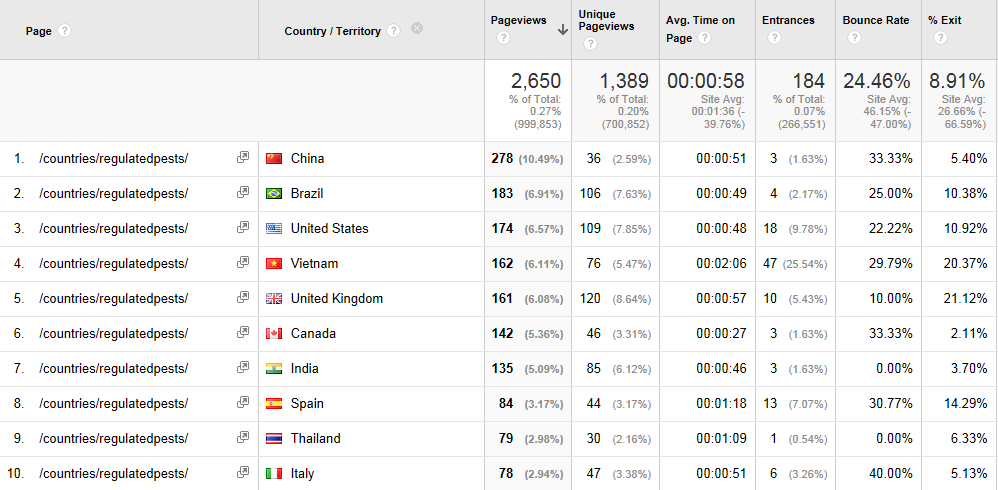 Page ? Country / Territory ? Pageviews ? Unique Pageviews ? Avg. Time on Page ? Entrances ? Bounce Rate ? % Exit ?
2,650 1,389 00:00:58 184 24.46% 8.91%
% of Total: % of Total: Site Avg: % of Total: Site Avg: Site Avg:
0.27% 0.20% 00:01:36 (- 0.07% 46.15% (- 26.66% (-
(999,853) (700,852) 39.76%) (266,551) 47.00%) 66.59%)
1. /countries/regulatedpests/ China 278 (10.49%) 36 (2.59%) 00:00:51 3 (1.63%) 33.33% 5.40%
2. /countries/regulatedpests/ Brazil 183 (6.91%) 106 (7.63%) 00:00:49 4 (2.17%) 25.00% 10.38%
3. /countries/regulatedpests/ United States 174 (6.57%) 109 (7.85%) 00:00:48 18 (9.78%) 22.22% 10.92%
4. /countries/regulatedpests/ Vietnam 162 (6.11%) 76 (5.47%) 00:02:06 47 (25.54%) 29.79% 20.37%
5. /countries/regulatedpests/ United Kingdom 161 (6.08%) 120 (8.64%) 00:00:57 10 (5.43%) 10.00% 21.12%
6. /countries/regulatedpests/ Canada 142 (5.36%) 46 (3.31%) 00:00:27 3 (1.63%) 33.33% 2.11%
7. /countries/regulatedpests/ India 135 (5.09%) 85 (6.12%) 00:00:46 3 (1.63%) 0.00% 3.70%
8. /countries/regulatedpests/ Spain 84 (3.17%) 44 (3.17%) 00:01:18 13 (7.07%) 30.77% 14.29%
9. /countries/regulatedpests/ Thailand 79 (2.98%) 30 (2.16%) 00:01:09 1 (0.54%) 0.00% 6.33%
10. /countries/regulatedpests/ Italy 78 (2.94%) 47 (3.38%) 00:00:51 6 (3.26%) 40.00% 5.13%